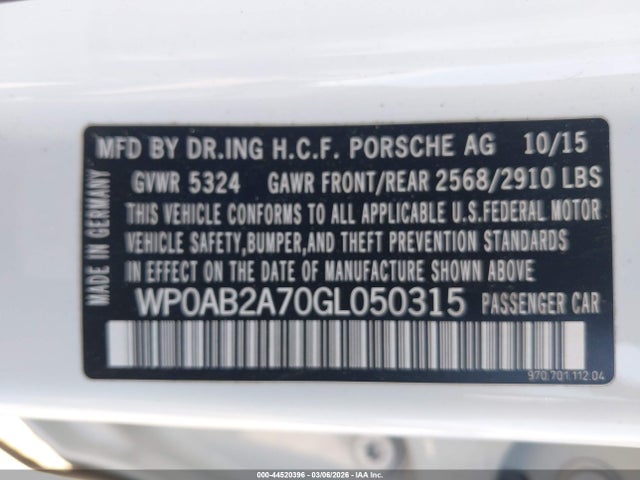 MFD BY DR.ING H.C.F. PORSCHE AG 10/15
GVWR 5324 GAWR FRONT/REAR 2568/2910 LBS
THIS VEHICLE CONFORMS TO ALL APPLICABLE U.S.FEDERAL MOTOR
VEHICLE SAFETY,BUMPER,AND THEFT PREVENTION STANDARDS
IN EFFECT ON THE DATE OF MANUFACTURE SHOWN ABOVE.
WP0AB2A70GL050315 PASSENGER CAR
MADE IN GERMANY
970.701.112.04
000-44520396 - 03/06/2026 - IAAI, Inc.